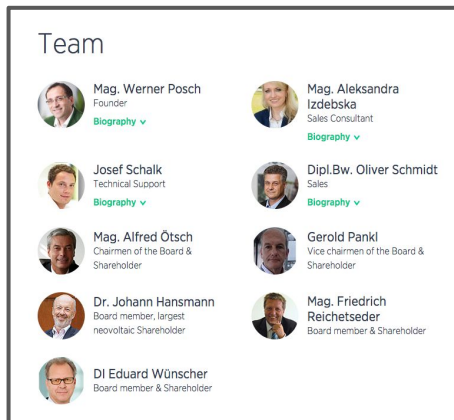 Team
Mag. Werner Posch
Founder
Biography
Mag. Aleksandra
Izdebska
Sales Consultant
Biography
Josef Schalk
Technical Support
Biography
Dipl.Bw. Oliver Schmidt
Sales
Biography
Mag. Alfred Ötsch
Chairmen of the Board &
Shareholder
Gerold Pankl
Vice chairmen of the Board &
Shareholder
Dr. Johann Hansmann
Board member, largest
neovoltaic Shareholder
Mag. Friedrich
Reichetseder
Board member & Shareholder
DI Eduard Wünscher
Board member & Shareholder